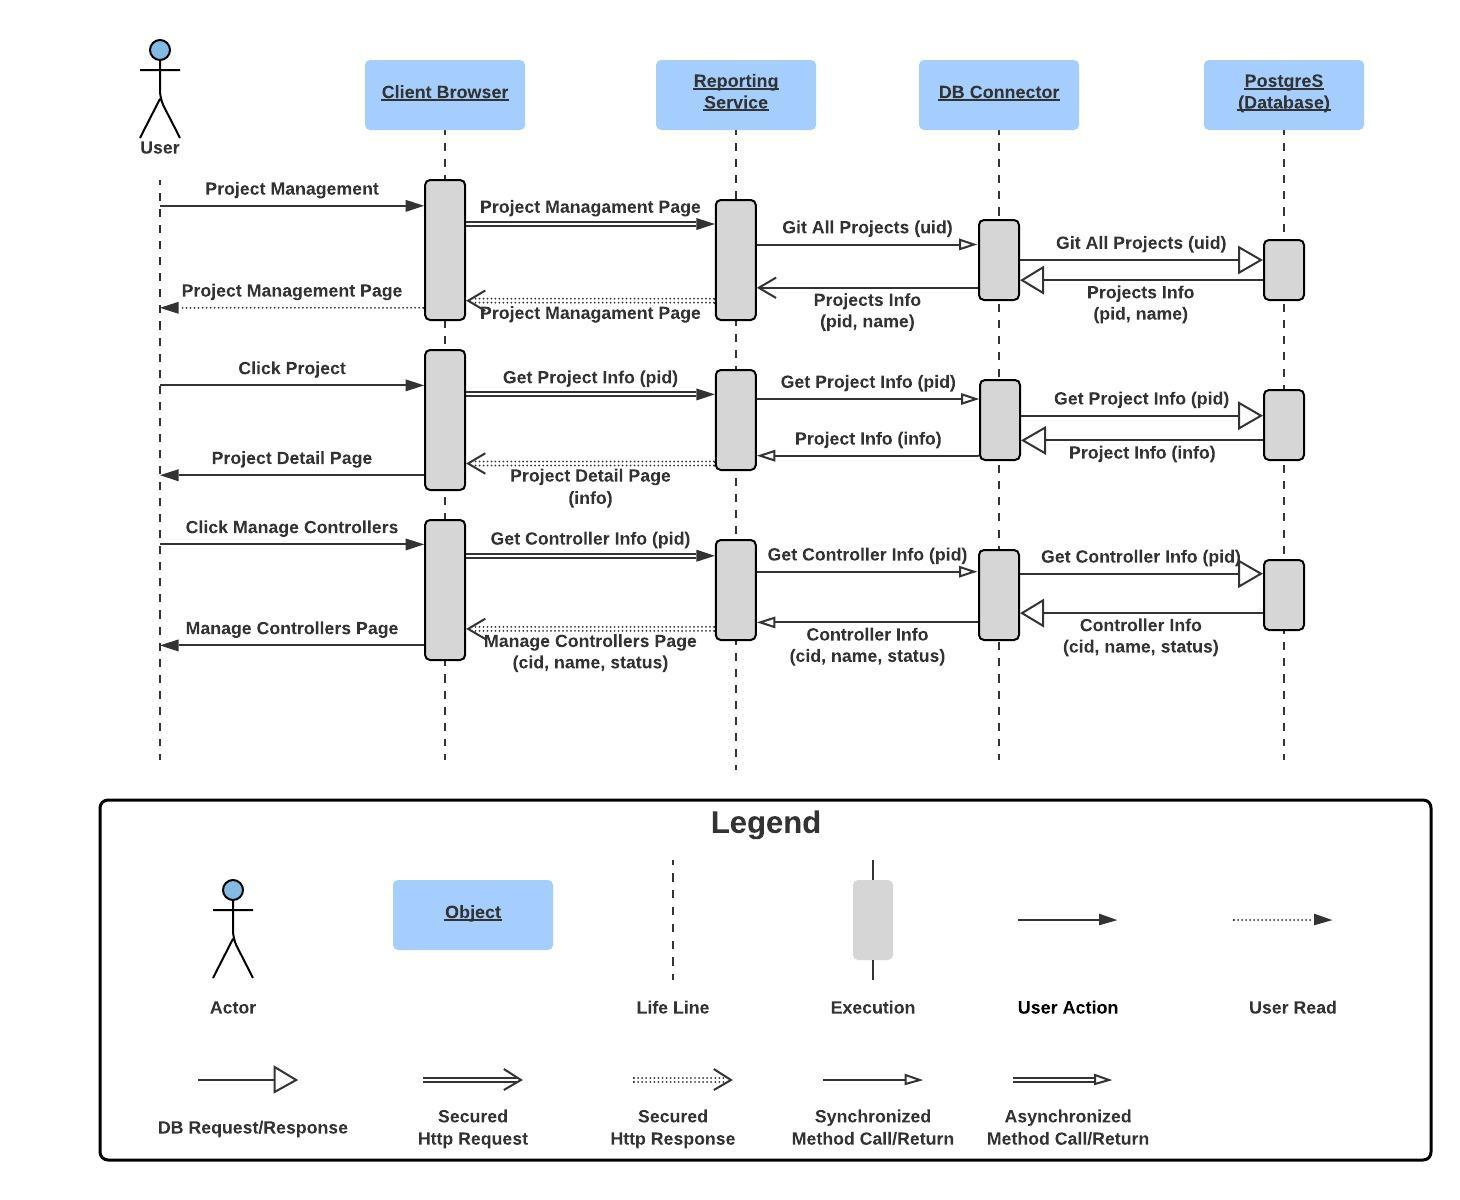 Client Browser
Reporting
Service
DB Connector
PostgreS
(Database)
User
Project Management
Project Managament Page
Git All Projects (uid)
Git All Projects (uid)
Project Management Page
Project Managament Page
Projects Info
(pid, name)
Projects Info
(pid, name)
Click Project
Get Project Info (pid)
Get Project Info (pid)
Get Project Info (pid)
Project Detail Page
Project Detail Page
(info)
Project Info (info)
Project Info (info)
Click Manage Controllers
Get Controller Info (pid)
Get Controller Info (pid)
Get Controller Info (pid)
Manage Controllers Page
Manage Controllers Page
(cid, name, status)
Controller Info
(cid, name, status)
Controller Info
(cid, name, status)
Legend
Object
Actor
Life Line
Execution
User Action
User Read
DB Request/Response
Secured
Http Request
Secured
Http Response
Synchronized
Method Call/Return
Asynchronized
Method Call/Return